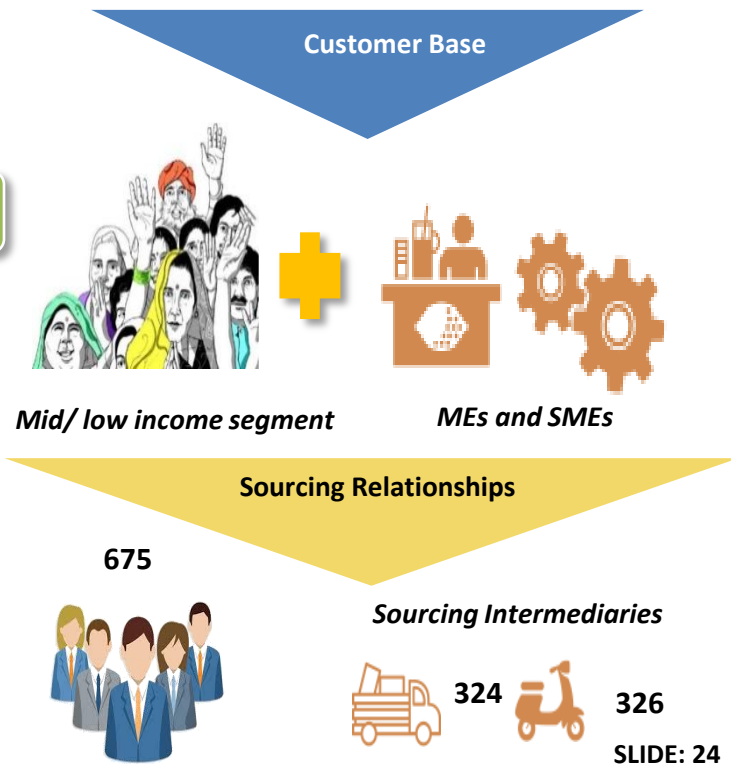 Customer Base
Mid/ low income segment
MEs and SMEs
Sourcing Relationships
675
Sourcing Intermediaries
324
326
SLIDE: 24